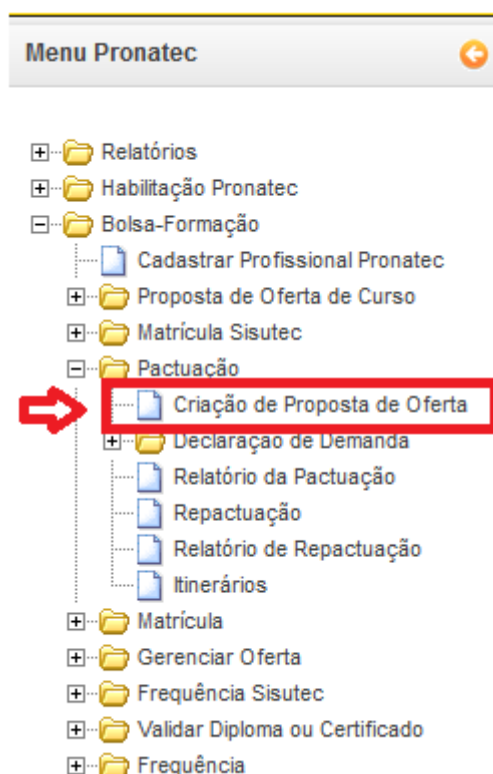 Menu Pronatec
Relatórios
Habilitação Pronatec
Bolsa-Formação
Cadastrar Profissional Pronatec
Proposta de Oferta de Curso
Matrícula Sisutec
Pactuação
Criação de Proposta de Oferta
Declaração de Demanda
Relatório da Pactuação
Repactuação
Relatório de Repactuação
Itinerários
Matrícula
Gerenciar Oferta
Frequência Sisutec
Validar Diploma ou Certificado
Frequência